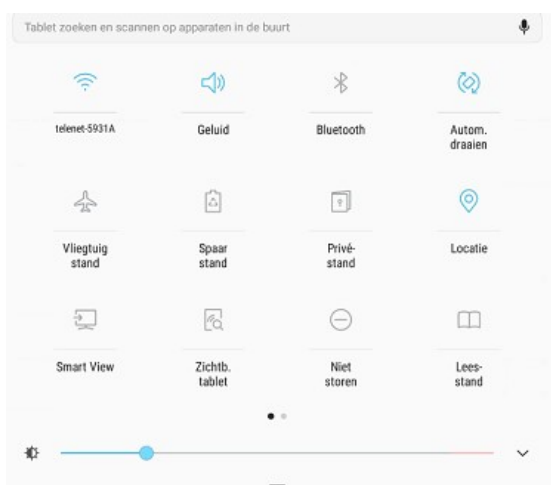 Tablet zoeken en scannen op apparaten in de buurt
telenet-5931A
Geluid
Bluetooth
Autom.
draaien
Vliegtuig
stand
Spaar
stand
Privé-
stand
Locatie
Smart View
Zichtb.
tablet
Niet
storen
Lees-
stand